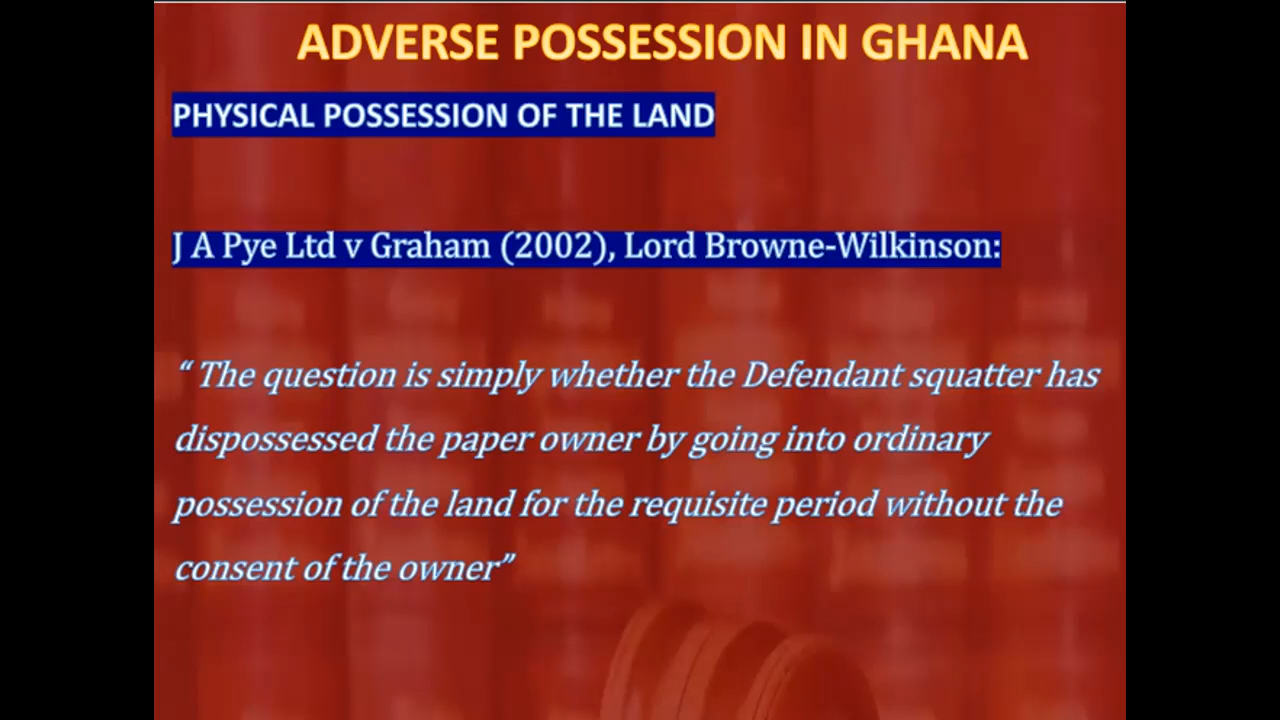 ADVERSE POSSESSION IN GHANA
PHYSICAL POSSESSION OF THE LAND
J A Pye Ltd v Graham (2002), Lord Browne-Wilkinson:
“ The question is simply whether the Defendant squatter has
dispossessed the paper owner by going into ordinary
possession of the land for the requisite period without the
consent of the owner”